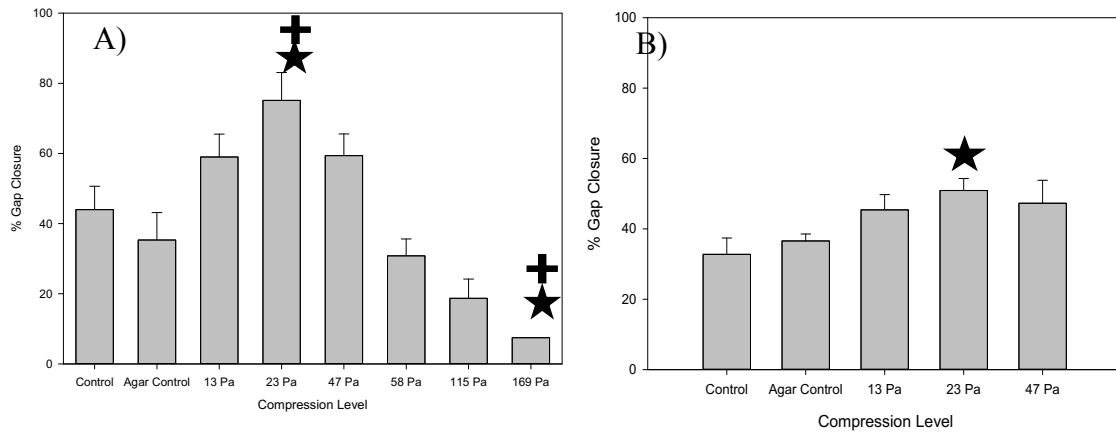 A)
% Gap Closure
100
80
60
40
20
0
Control Agar Control 13 Pa 23 Pa 47 Pa 58 Pa 115 Pa 169 Pa
Compression Level
B)
% Gap Closure
100
80
60
40
20
0
Control Agar Control 13 Pa 23 Pa 47 Pa
Compression Level